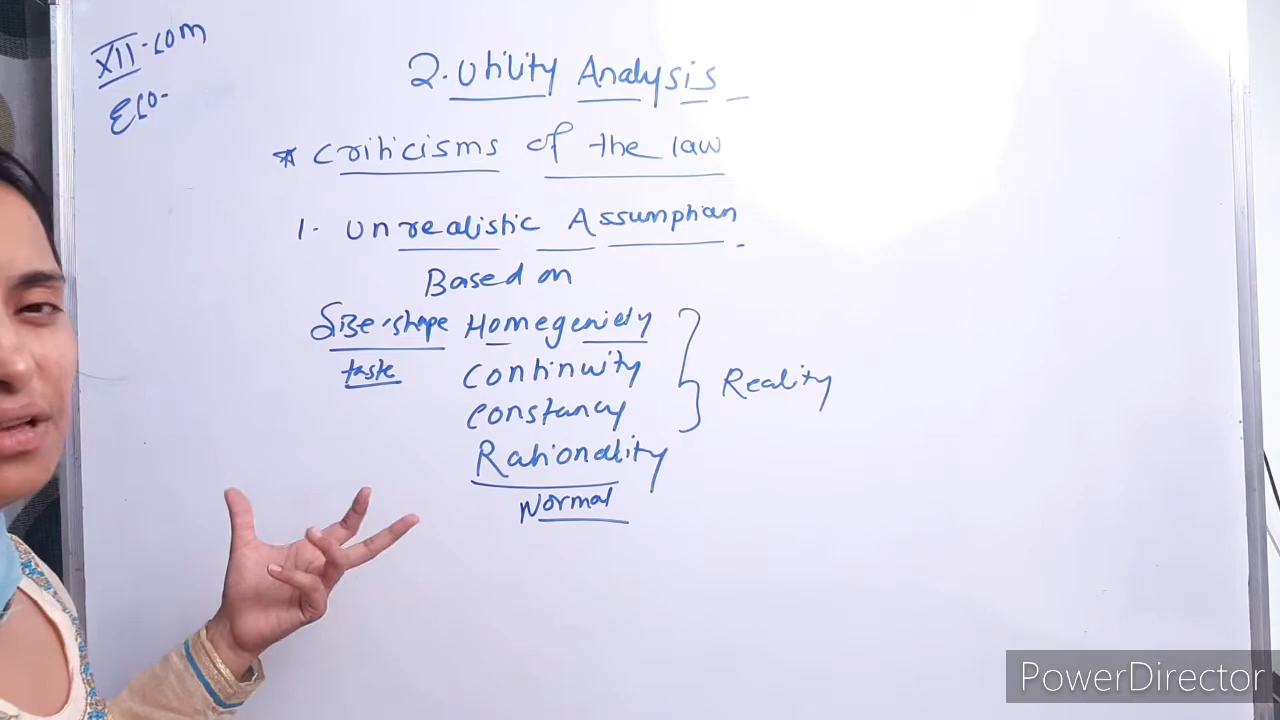 XII-com
Eco-
2. Utility Analysis
* Criticisms of the law
1. Unrealistic Assumption.
Based on
Size-shape Homegeniety
taste Continuity
Constancy
Reality
Rationality
Normal
PowerDirector